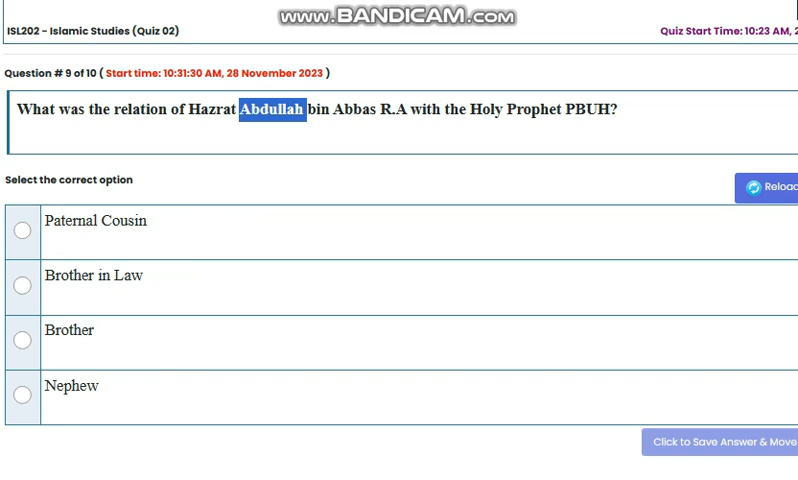 www.BANDICAM.com
ISL202 - Islamic Studies (Quiz 02)
Quiz Start Time: 10:23 AM, 2
Question # 9 of 10 ( Start time: 10:31:30 AM, 28 November 2023 )
What was the relation of Hazrat Abdullah bin Abbas R.A with the Holy Prophet PBUH?
Select the correct option
Reload
Paternal Cousin
Brother in Law
Brother
Nephew
Click to Save Answer & Move